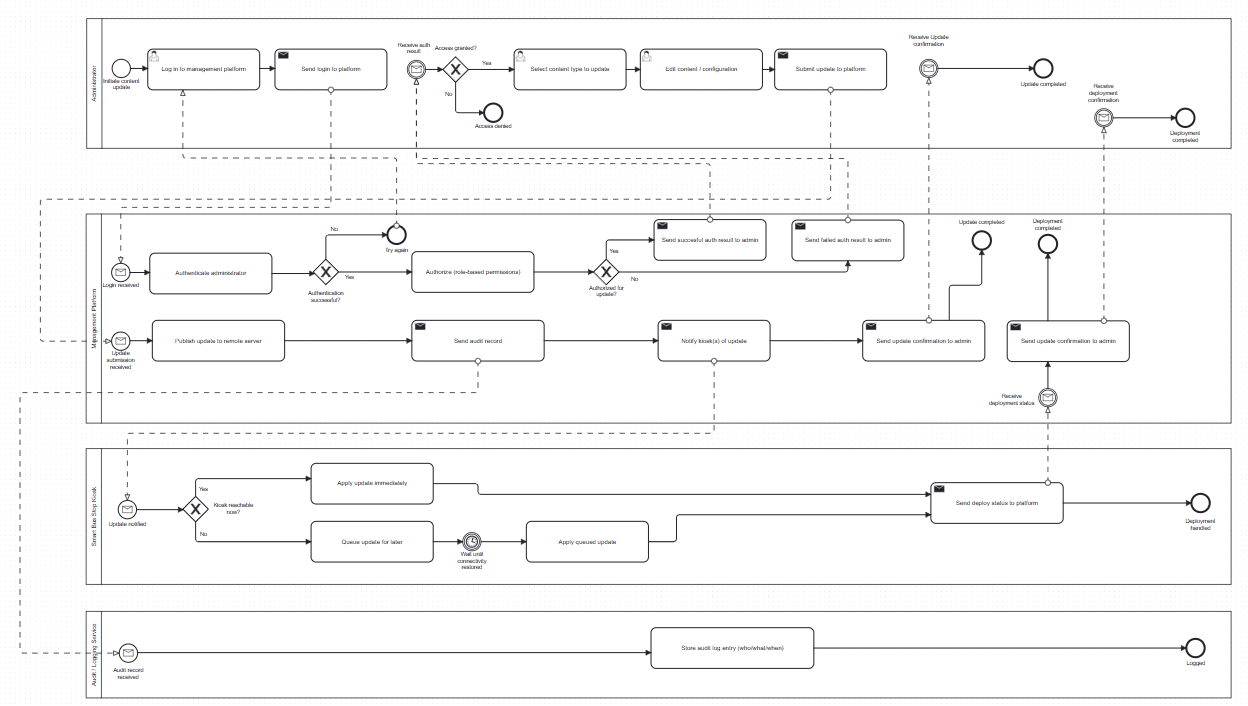 Administrator
Initiate content
update
Log in to management platform
Send login to platform
Receive auth
result
Access granted?
Yes
No
Access denied
Select content type to update
Edit content / configuration
Submit update to platform
Receive Update
confirmation
Update completed
Receive
deployment
confirmation
Deployment
completed
Management Platform
Login received
Authenticate administrator
Authentication
successful?
No
Try again
Yes
Authorize (role-based permissions)
Authorized for
update?
Yes
No
Send succesful auth result to admin
Send failed auth result to admin
Update completed
Deployment
completed
Update
submission
received
Publish update to remote server
Send audit record
Notify kiosk(s) of update
Send update confirmation to admin
Send update confirmation to admin
Receive
deployment status
Smart Bus Stop Kiosk
Update notified
Kiosk reachable
now?
Yes
No
Apply update immediately
Queue update for later
Wait until
connectivity
restored
Apply queued update
Send deploy status to platform
Deployment
handled
Audit / Logging Service
Audit record
received
Store audit log entry (who/what/when)
Logged